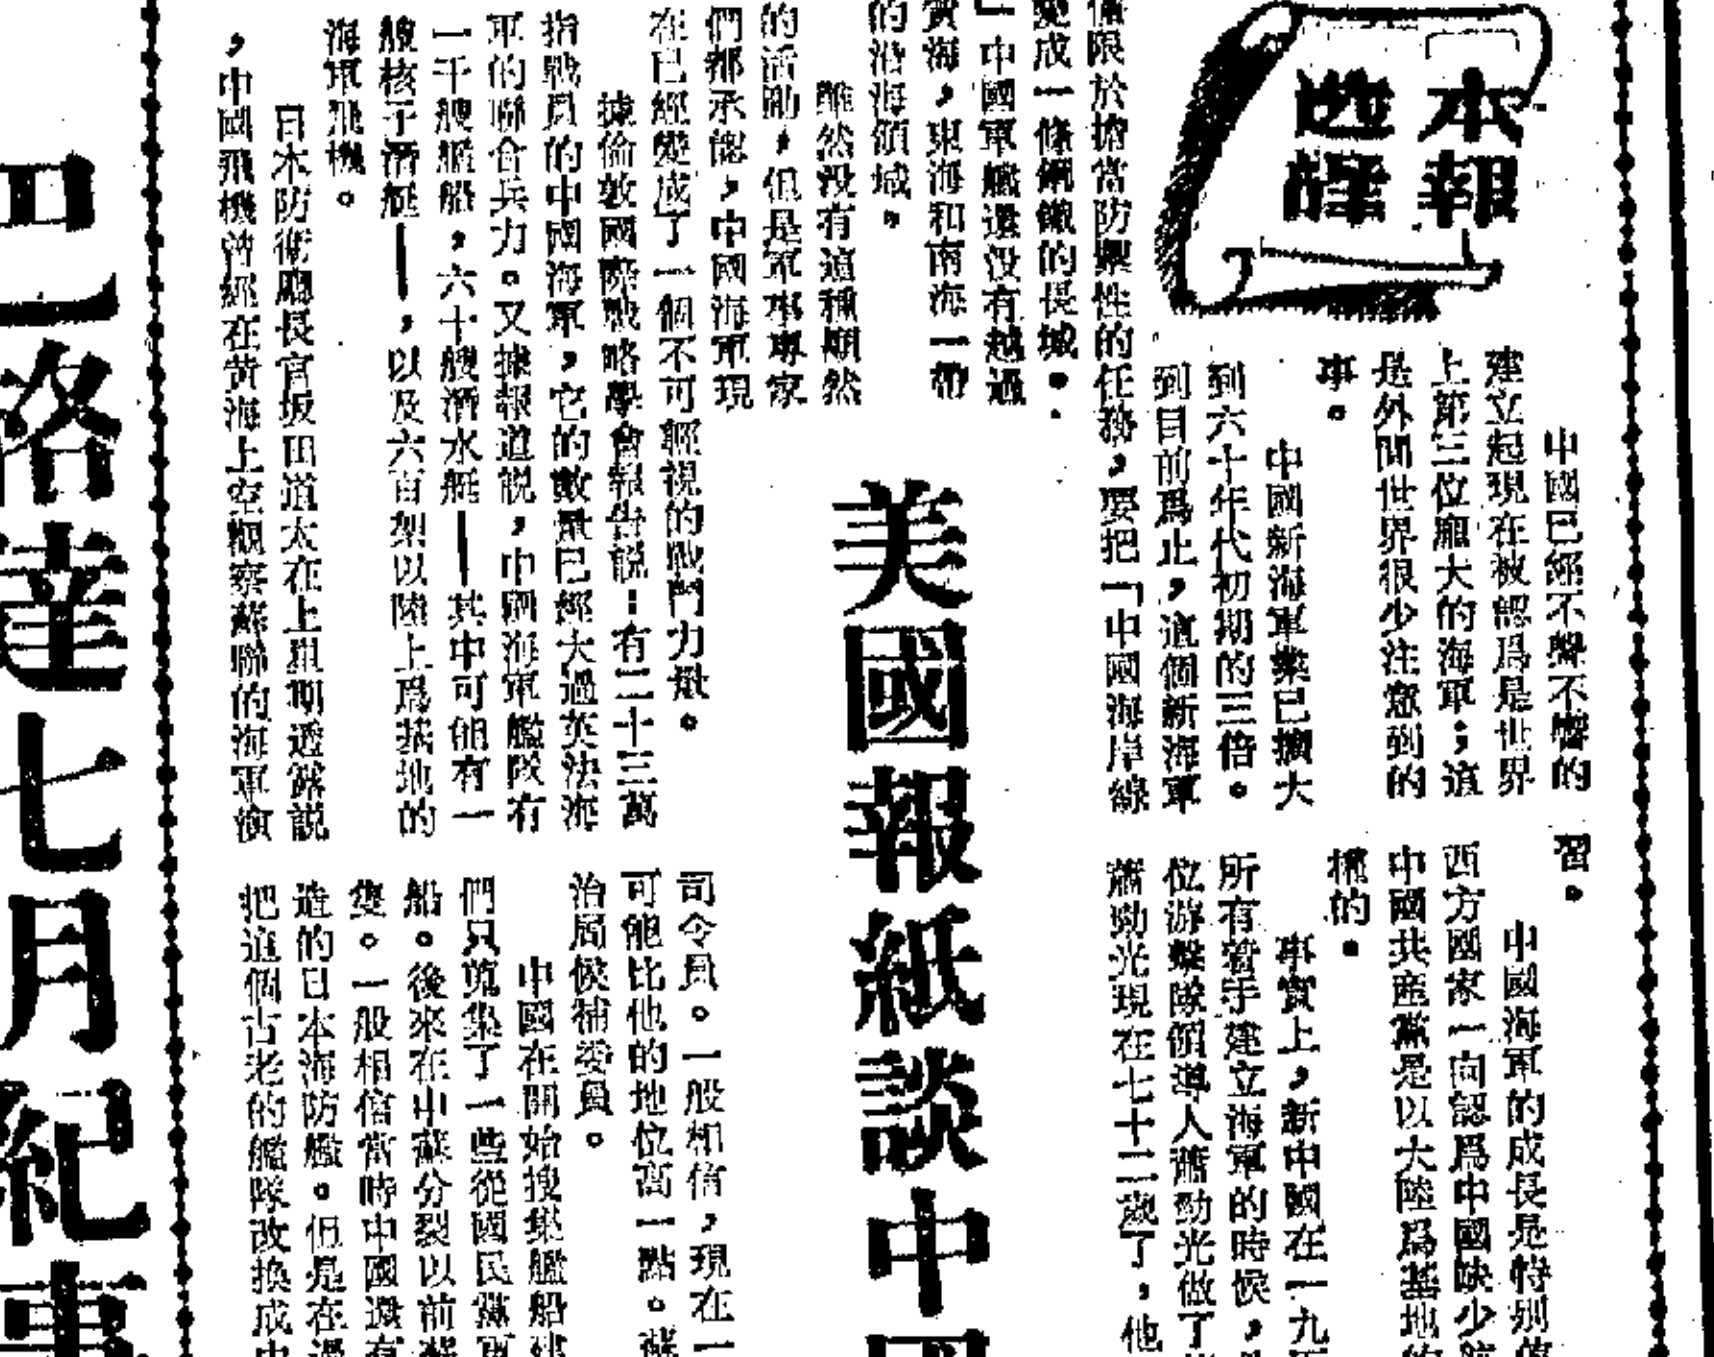 本報
选譯
中國已經不聲不響的
建立起現在被認爲是世界
上第三位龐大的海軍；這
是外間世界很少注意到的
事。
中國新海軍業已擴大
到六十年代初期的三倍。
到目前爲止，這個新海軍
僅限於擔當防禦性的任務，要把「中國海岸線
變成一條鋼鐵的長城。
」中國軍艦還没有越過
黃海，東海和南海一帶
的沿海領域。
雖然没有這種期然
的活動，但是軍事專家
們都承認，中國海軍現
在已經變成了一個不可輕視的戰鬥力量。
據倫敦國際戰略學會報告説：有二十三萬
指戰員的中國海軍，它的數量已經大過英法海
軍的聯合兵力。又據報道説，中國海軍艦隊有
一千艘艦船，六十艘潛水艇——其中可能有一
艘核子潛艇——，以及六百架以陸上爲基地的
海軍飛機。
日本防衛廳長官坂田道太在上星期透露説
，中國飛機曾經在黃海上空觀察蘇聯的海軍演
習。
中國海軍的成長是特別
西方國家一向認爲中國缺少
中國共産黨是以大陸爲基地
權的。
事實上，新中國在一九
所有着手建立海軍的時候，
位游擊隊領導人蕭勁光做了
蕭勁光現在七十二歲了，他
司令員。一般相信，現在一
可能比他的地位高一點。蘇
治局候補委員。
中國在開始搜集艦船建
們只蒐集了一些從國民黨軍
船。後來在中蘇分裂以前蘇
隻。一般相信當時中國還有
造的日本海防艦。但是在過
把這個古老的艦隊改換成
美國報紙談中國
巴洛達七月紀事